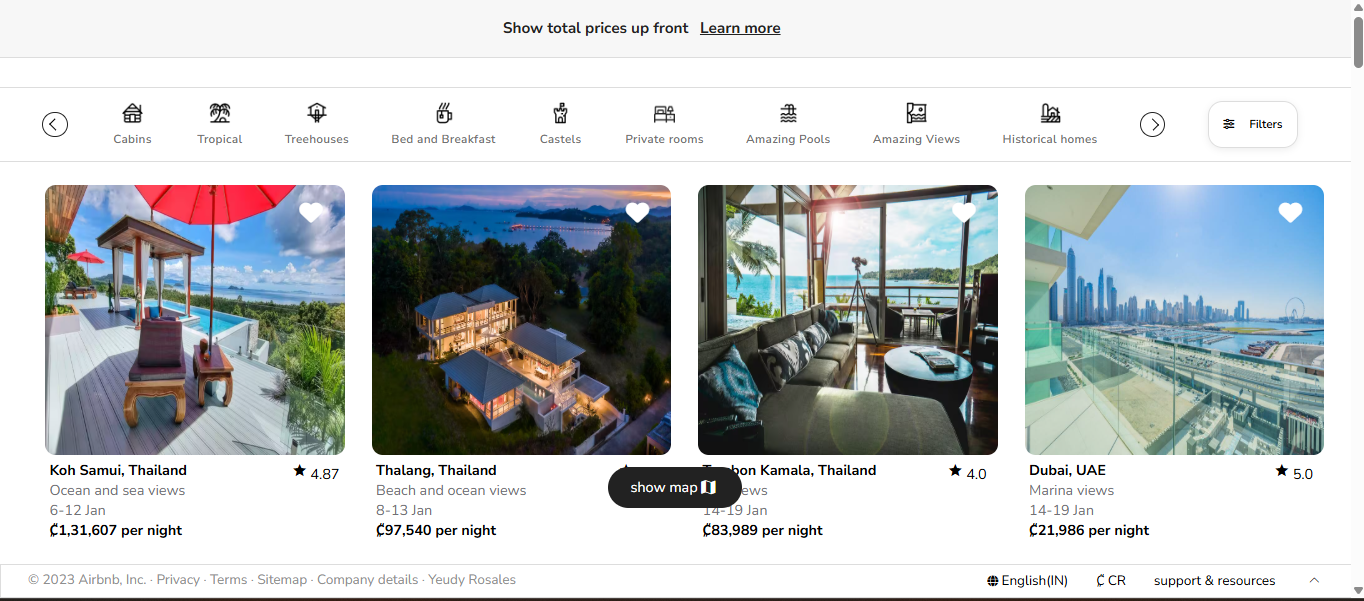 Show total prices up front Learn more
Cabins Tropical Treehouses Bed and Breakfast Castels Private rooms Amazing Pools Amazing Views Historical homes Filters
Koh Samui, Thailand 4.87
Ocean and sea views
6-12 Jan
₡1,31,607 per night
Thalang, Thailand
Beach and ocean views
8-13 Jan
₡97,540 per night
show map
bon Kamala, Thailand 4.0
14-19 Jan
₡83,989 per night
Dubai, UAE 5.0
Marina views
14-19 Jan
₡21,986 per night
© 2023 Airbnb, Inc. · Privacy · Terms · Sitemap · Company details · Yeudy Rosales English(IN) ₡ CR support & resources